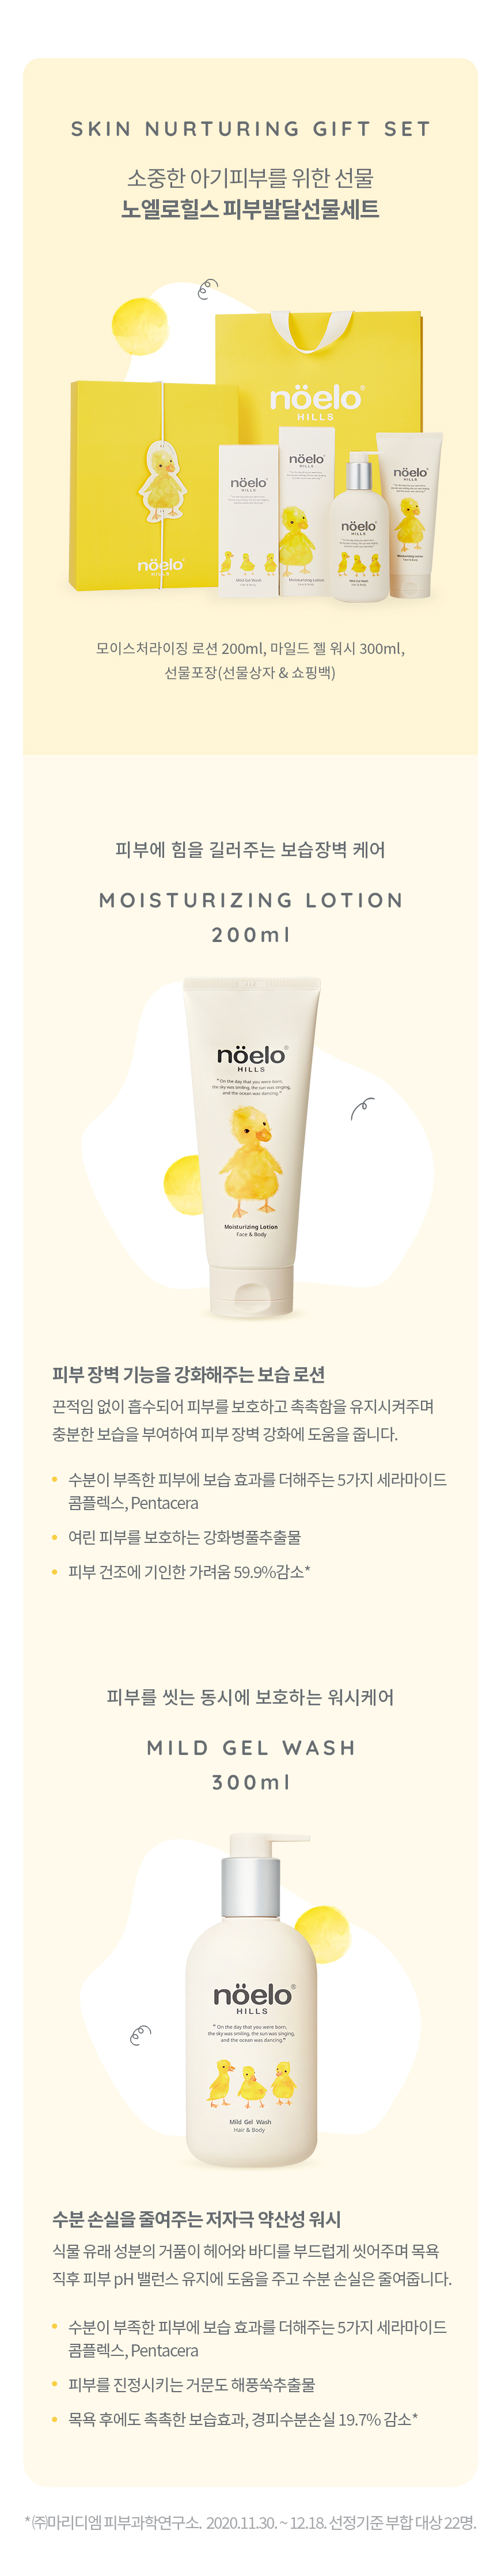 SKIN NURTURING GIFT SET
소중한 아기피부를 위한 선물
노엘로힐스 피부발달선물세트
nöelo®
HILLS
nöelo®
HILLS
nöelo®
HILLS
Mild Gel Wash
nöelo®
HILLS
Moisturizing Lotion
nöelo®
HILLS
Mild Gel Wash
nöelo®
HILLS
Moisturizing Lotion
모이스처라이징 로션 200ml, 마일드 젤 워시 300ml,
선물포장(선물상자 & 쇼핑백)
피부에 힘을 길러주는 보습장벽 케어
MOISTURIZING LOTION
200ml
nöelo®
HILLS
"On the day that you were born,
the sky was smiling, the sun was singing,
and the ocean was dancing."
Moisturizing Lotion
Face & Body
피부 장벽 기능을 강화해주는 보습 로션
끈적임 없이 흡수되어 피부를 보호하고 촉촉함을 유지시켜주며
충분한 보습을 부여하여 피부 장벽 강화에 도움을 줍니다.
• 수분이 부족한 피부에 보습 효과를 더해주는 5가지 세라마이드
콤플렉스, Pentacera
• 여린 피부를 보호하는 강화병풀추출물
• 피부 건조에 기인한 가려움 59.9%감소*
피부를 씻는 동시에 보호하는 워시케어
MILD GEL WASH
300ml
nöelo®
HILLS
"On the day that you were born,
the sky was smiling, the sun was singing,
and the ocean was dancing."
Mild Gel Wash
Hair & Body
수분 손실을 줄여주는 저자극 약산성 워시
식물 유래 성분의 거품이 헤어와 바디를 부드럽게 씻어주며 목욕
직후 피부 pH 밸런스 유지에 도움을 주고 수분 손실은 줄여줍니다.
• 수분이 부족한 피부에 보습 효과를 더해주는 5가지 세라마이드
콤플렉스, Pentacera
• 피부를 진정시키는 거문도 해풍쑥추출물
• 목욕 후에도 촉촉한 보습효과, 경피수분손실 19.7% 감소*
*㈜마리디엠 피부과학연구소. 2020.11.30. ~ 12.18. 선정기준 부합 대상 22명.